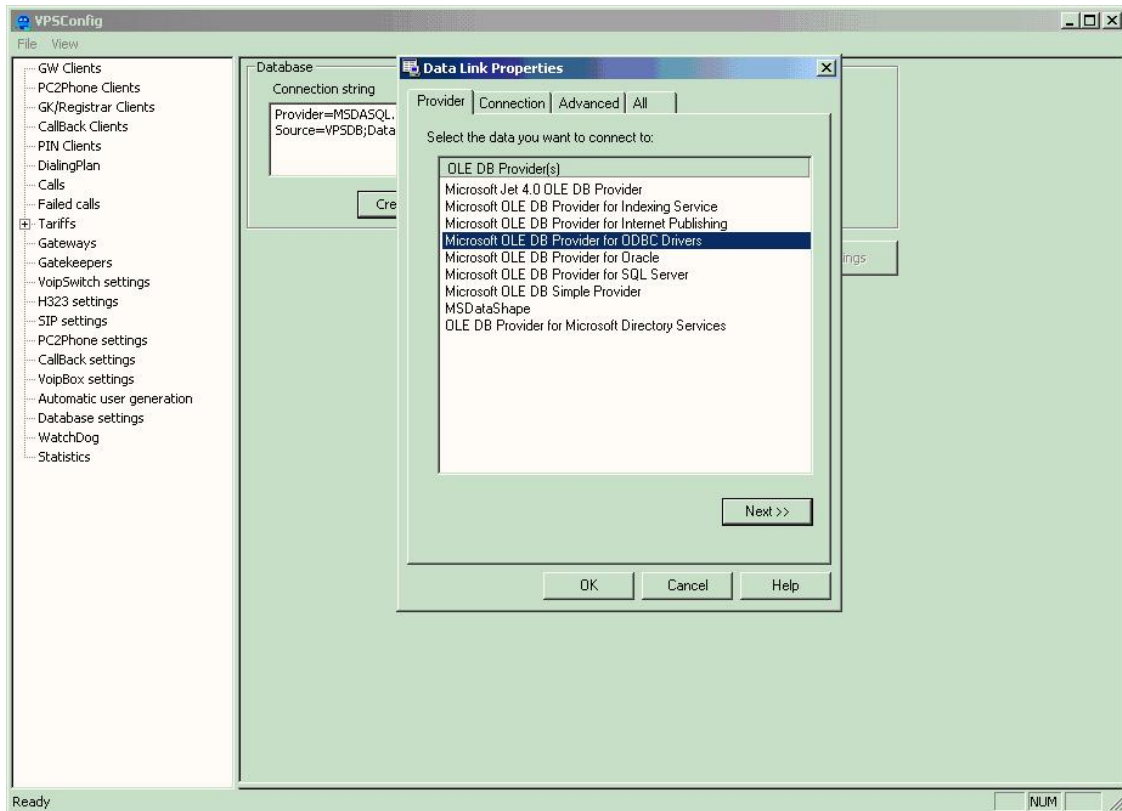 VPSConfig
File View
GW Clients
PC2Phone Clients
GK/Registrar Clients
CallBack Clients
PIN Clients
DialingPlan
Calls
Failed calls
Tariffs
Gateways
Gatekeepers
VoipSwitch settings
H323 settings
SIP settings
PC2Phone settings
CallBack settings
VoipBox settings
Automatic user generation
Database settings
WatchDog
Statistics
Database
Connection string
Provider=MSDASQL.
Source=VPSDB;Data
Cre
ings
Data Link Properties
Provider Connection Advanced All
Select the data you want to connect to:
OLE DB Provider(s)
Microsoft Jet 4.0 OLE DB Provider
Microsoft OLE DB Provider for Indexing Service
Microsoft OLE DB Provider for Internet Publishing
Microsoft OLE DB Provider for ODBC Drivers
Microsoft OLE DB Provider for Oracle
Microsoft OLE DB Provider for SQL Server
Microsoft OLE DB Simple Provider
MSDataShape
OLE DB Provider for Microsoft Directory Services
Next >>
OK Cancel Help
Ready NUM